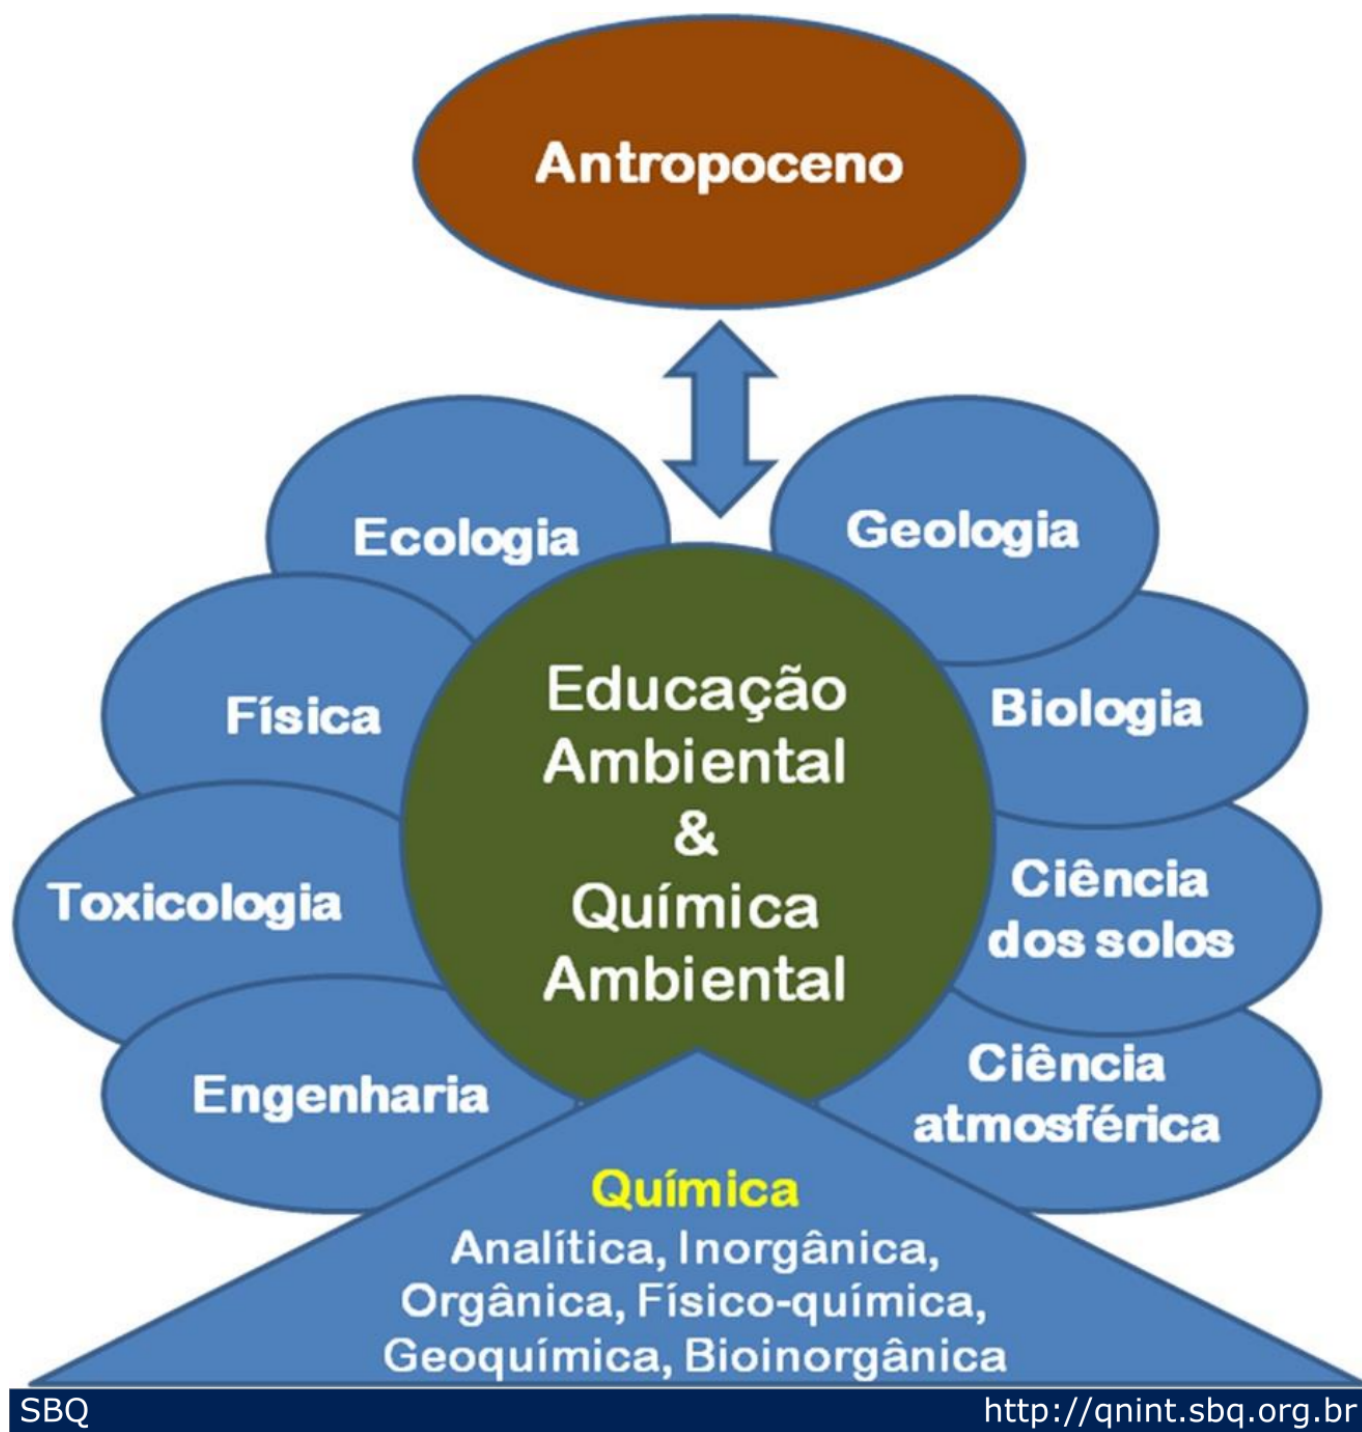 Antropoceno
Ecologia
Geologia
Física
Educação
Ambiental
&
Química
Ambiental
Biologia
Toxicologia
Ciência
dos solos
Engenharia
Ciência
atmosférica
Química
Analítica, Inorgânica,
Orgânica, Físico-química,
Geoquímica, Bioinorgânica
SBQ
http://qnint.sbq.org.br